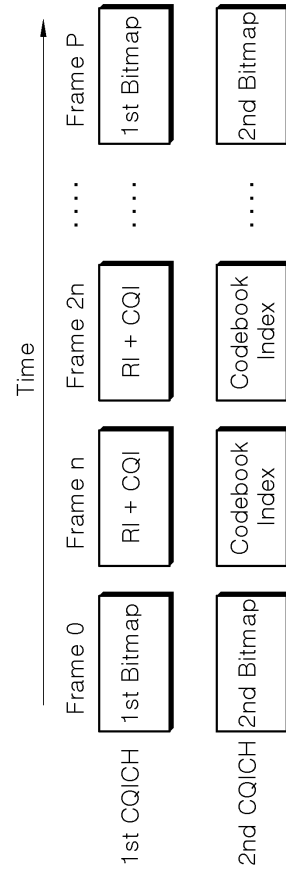 Time
Frame 0 Frame n Frame 2n .... Frame P
1st CQICH 1st Bitmap RI + CQI RI + CQI .... 1st Bitmap
2nd CQICH 2nd Bitmap Codebook Index Codebook Index .... 2nd Bitmap